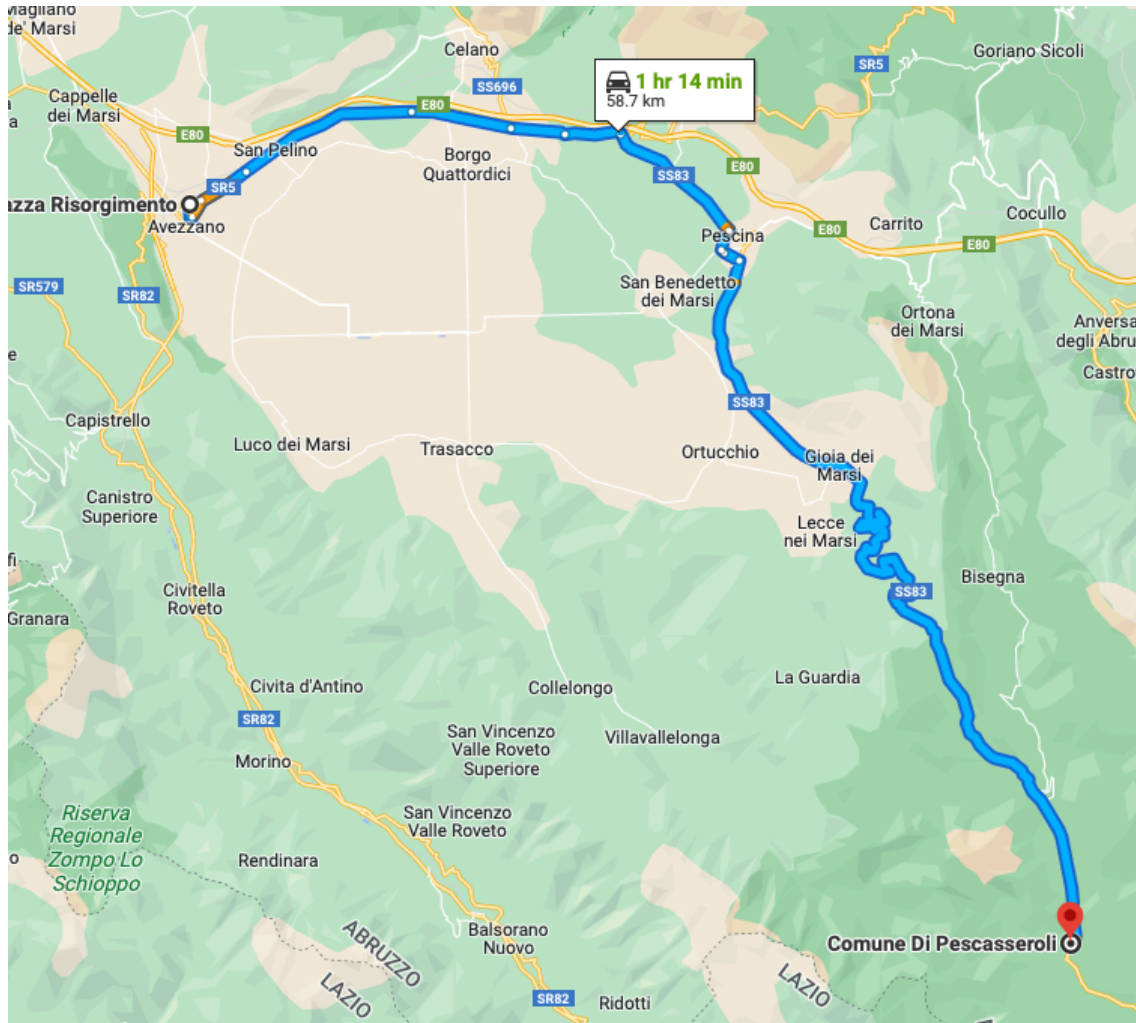 Magliano
de' Marsi
Celano
Goriano Sicoli
SR5
1 hr 14 min
58.7 km
SS696
Cappelle
dei Marsi
E80
E80
San Pelino
Borgo
Quattordici
SS83
E80
SR5
azza Risorgimento
Avezzano
Pescina
E80
Carrito
Cocullo
E80
San Benedetto
dei Marsi
SR579
SR82
Ortona
dei Marsi
Anversa
degli Abru
Castro
SS83
Capistrello
Luco dei Marsi
Trasacco
Ortucchio
Gioia dei
Marsi
Canistro
Superiore
Lecce
nei Marsi
fi
Bisegna
SS83
Civitella
Roveto
Granara
La Guardia
Civita d'Antino
Collelongo
SR82
San Vincenzo
Valle Roveto
Superiore
Villavallelonga
Morino
Riserva
Regionale
Zompo Lo
Schioppo
San Vincenzo
Valle Roveto
Rendinara
Balsorano
Nuovo
Comune Di Pescasseroli
ABRUZZO
LAZIO
LAZIO
SR82
Ridotti